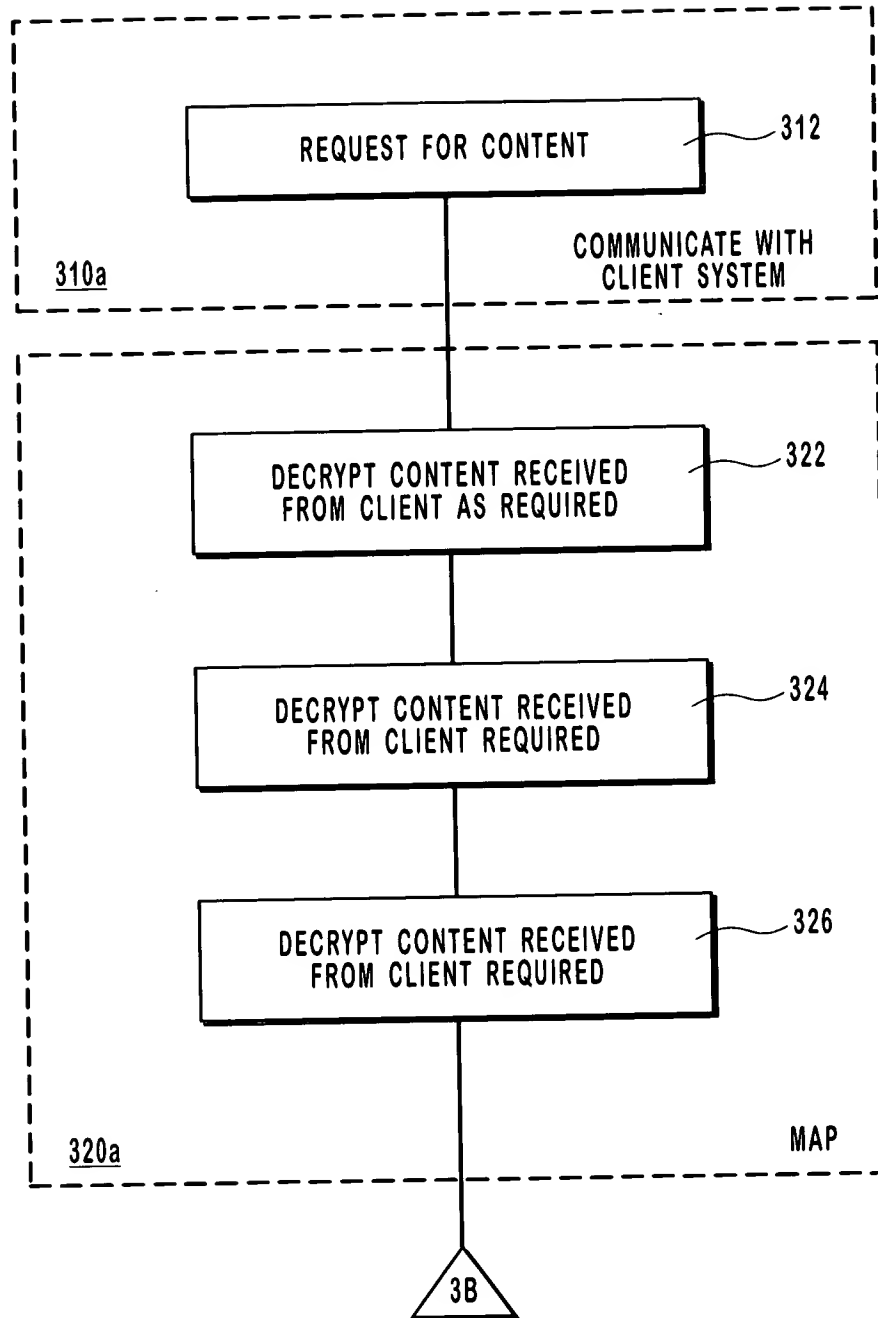 REQUEST FOR CONTENT
312
310a
COMMUNICATE WITH
CLIENT SYSTEM
DECRYPT CONTENT RECEIVED
FROM CLIENT AS REQUIRED
322
DECRYPT CONTENT RECEIVED
FROM CLIENT REQUIRED
324
DECRYPT CONTENT RECEIVED
FROM CLIENT REQUIRED
326
320a
MAP
3B